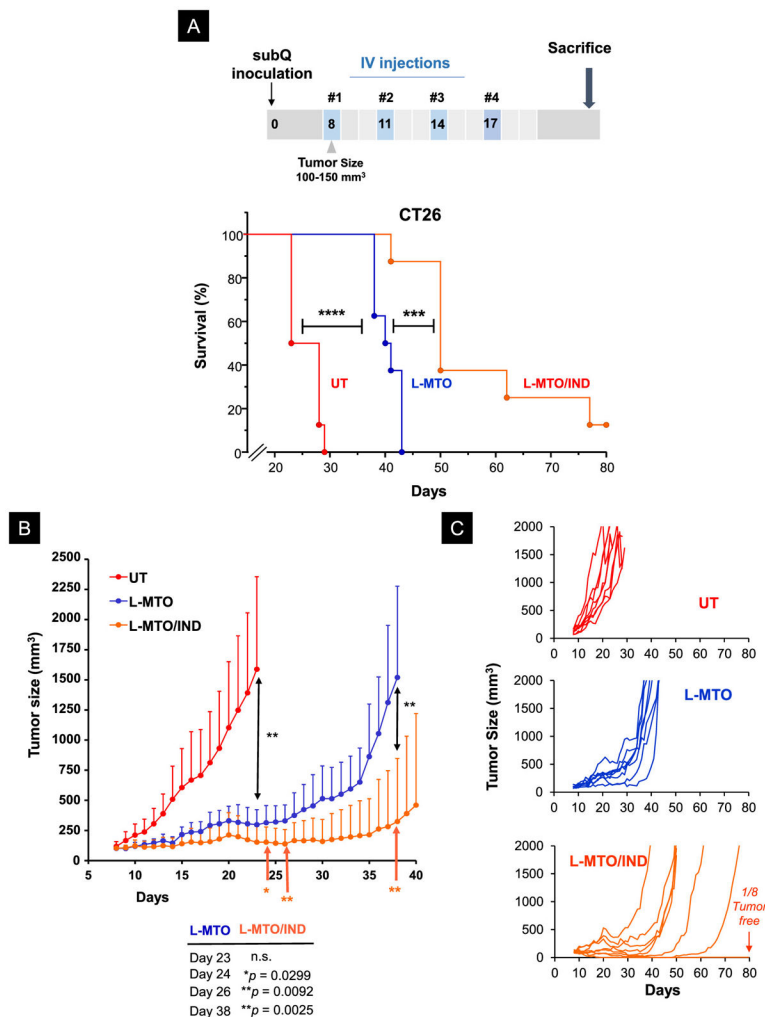 A
subQ
inoculation
Sacrifice
IV injections
#1 #2 #3 #4
0 8 11 14 17
Tumor Size
100-150 mm³
CT26
Survival (%)
100
80
60
40
20
0
**** ***
UT L-MTO L-MTO/IND
20 30 40 50 60 70 80
Days
B
Tumor size (mm³)
2500
2250
2000
1750
1500
1250
1000
750
500
250
0
UT
L-MTO
L-MTO/IND
**
**
* ** **
5 10 15 20 25 30 35 40
Days
L-MTO L-MTO/IND
Day 23 n.s.
Day 24 *p = 0.0299
Day 26 **p = 0.0092
Day 38 **p = 0.0025
C
Tumor Size (mm³)
2000
1500
1000
500
0
UT
0 10 20 30 40 50 60 70 80
2000
1500
1000
500
0
L-MTO
0 10 20 30 40 50 60 70 80
2000
1500
1000
500
0
L-MTO/IND
1/8
Tumor
free
0 10 20 30 40 50 60 70 80
Days